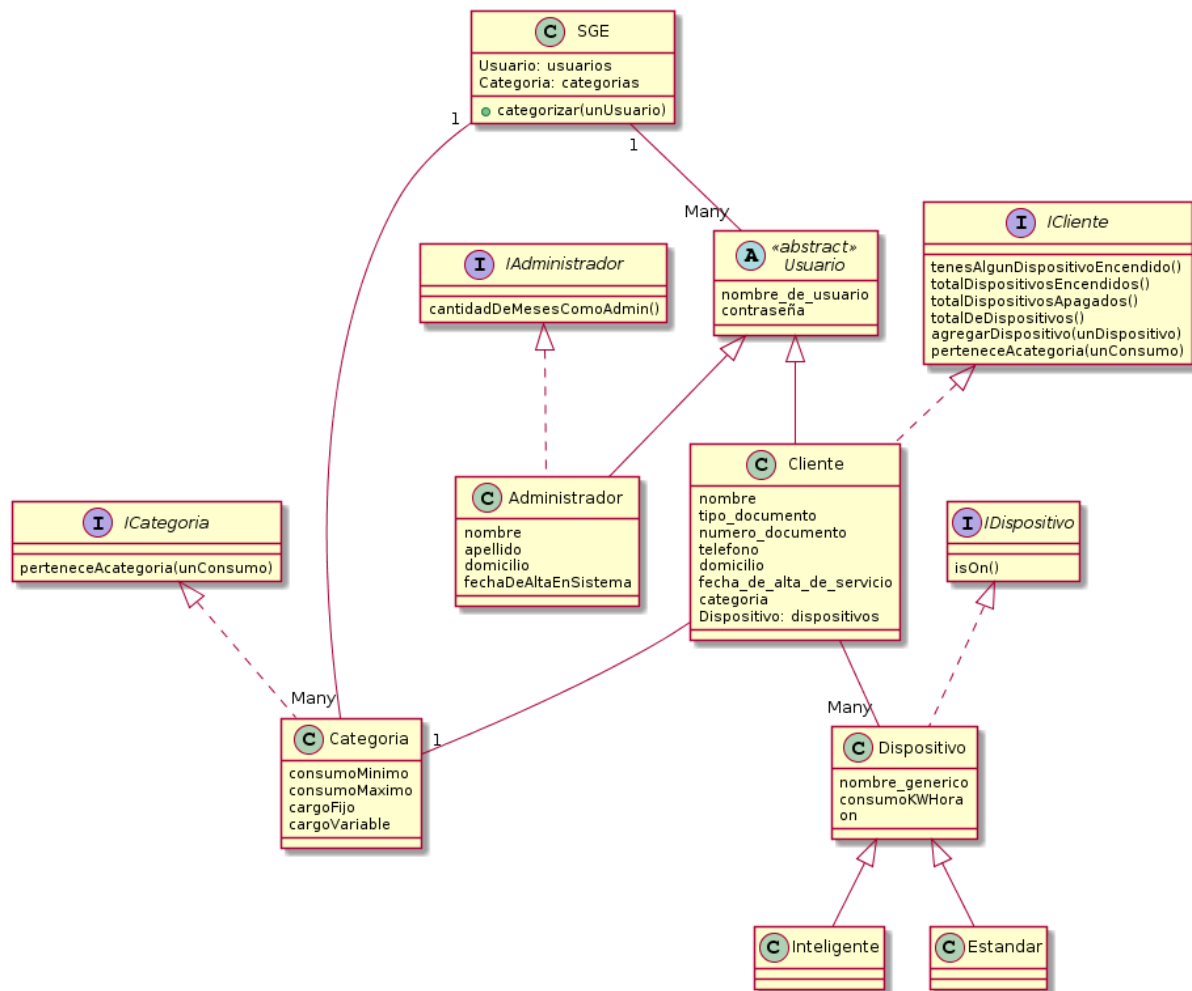 C SGE
Usuario: usuarios
Categoria: categorias
categorizar(unUsuario)
1
1
Many
I ICliente
tenesAlgunDispositivoEncendido()
totalDispositivosEncendidos()
totalDispositivosApagados()
totalDeDispositivos()
agregarDispositivo(unDispositivo)
perteneceAcategoria(unConsumo)
A «abstract»
Usuario
nombre_de_usuario
contraseña
I IAdministrador
cantidadDeMesesComoAdmin()
C Cliente
nombre
tipo_documento
numero_documento
telefono
domicilio
fecha_de_alta_de_servicio
categoria
Dispositivo: dispositivos
C Administrador
nombre
apellido
domicilio
fechaDeAltaEnSistema
I ICategoria
perteneceAcategoria(unConsumo)
I IDispositivo
isOn()
Many
1
Many
C Categoria
consumoMinimo
consumoMaximo
cargoFijo
cargoVariable
C Dispositivo
nombre_generico
consumoKWHora
on
C Inteligente
C Estandar